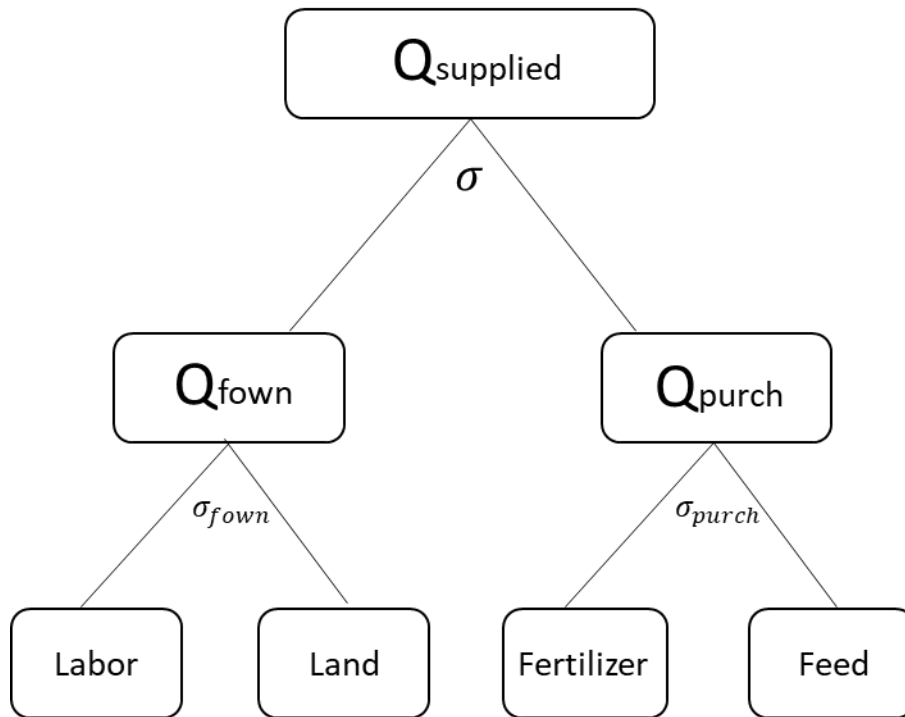 Qsupplied
σ
Qfown
Qpurch
σfown
σpurch
Labor
Land
Fertilizer
Feed